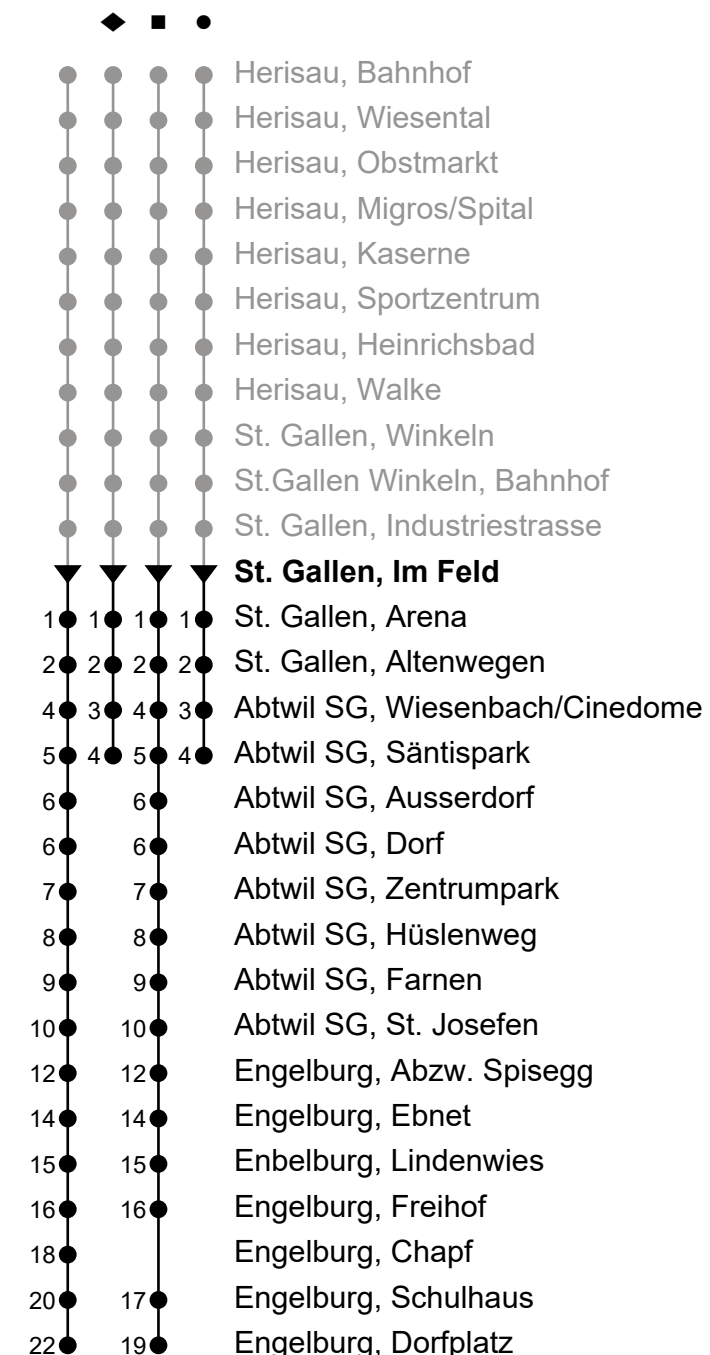 ◆ ■ ●
Herisau, Bahnhof
Herisau, Wiesental
Herisau, Obstmarkt
Herisau, Migros/Spital
Herisau, Kaserne
Herisau, Sportzentrum
Herisau, Heinrichsbad
Herisau, Walke
St. Gallen, Winkeln
St.Gallen Winkeln, Bahnhof
St. Gallen, Industriestrasse
St. Gallen, Im Feld
1 1 1 1 St. Gallen, Arena
2 2 2 2 St. Gallen, Altenwegen
4 3 4 3 Abtwil SG, Wiesenbach/Cinedome
5 4 5 4 Abtwil SG, Säntispark
6 6 Abtwil SG, Ausserdorf
6 6 Abtwil SG, Dorf
7 7 Abtwil SG, Zentrumpark
8 8 Abtwil SG, Hüslenweg
9 9 Abtwil SG, Farnen
10 10 Abtwil SG, St. Josefen
12 12 Engelburg, Abzw. Spisegg
14 14 Engelburg, Ebnet
15 15 Enbelburg, Lindenwies
16 16 Engelburg, Freihof
18 Engelburg, Chapf
20 17 Engelburg, Schulhaus
22 19 Engelburg, Dorfplatz